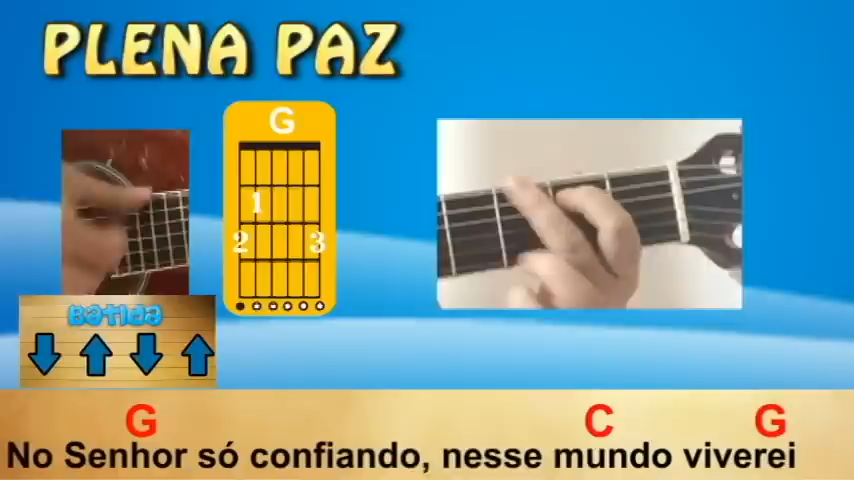 PLENA PAZ
G
1
2 3
Batida
G C G
No Senhor só confiando, nesse mundo viverei